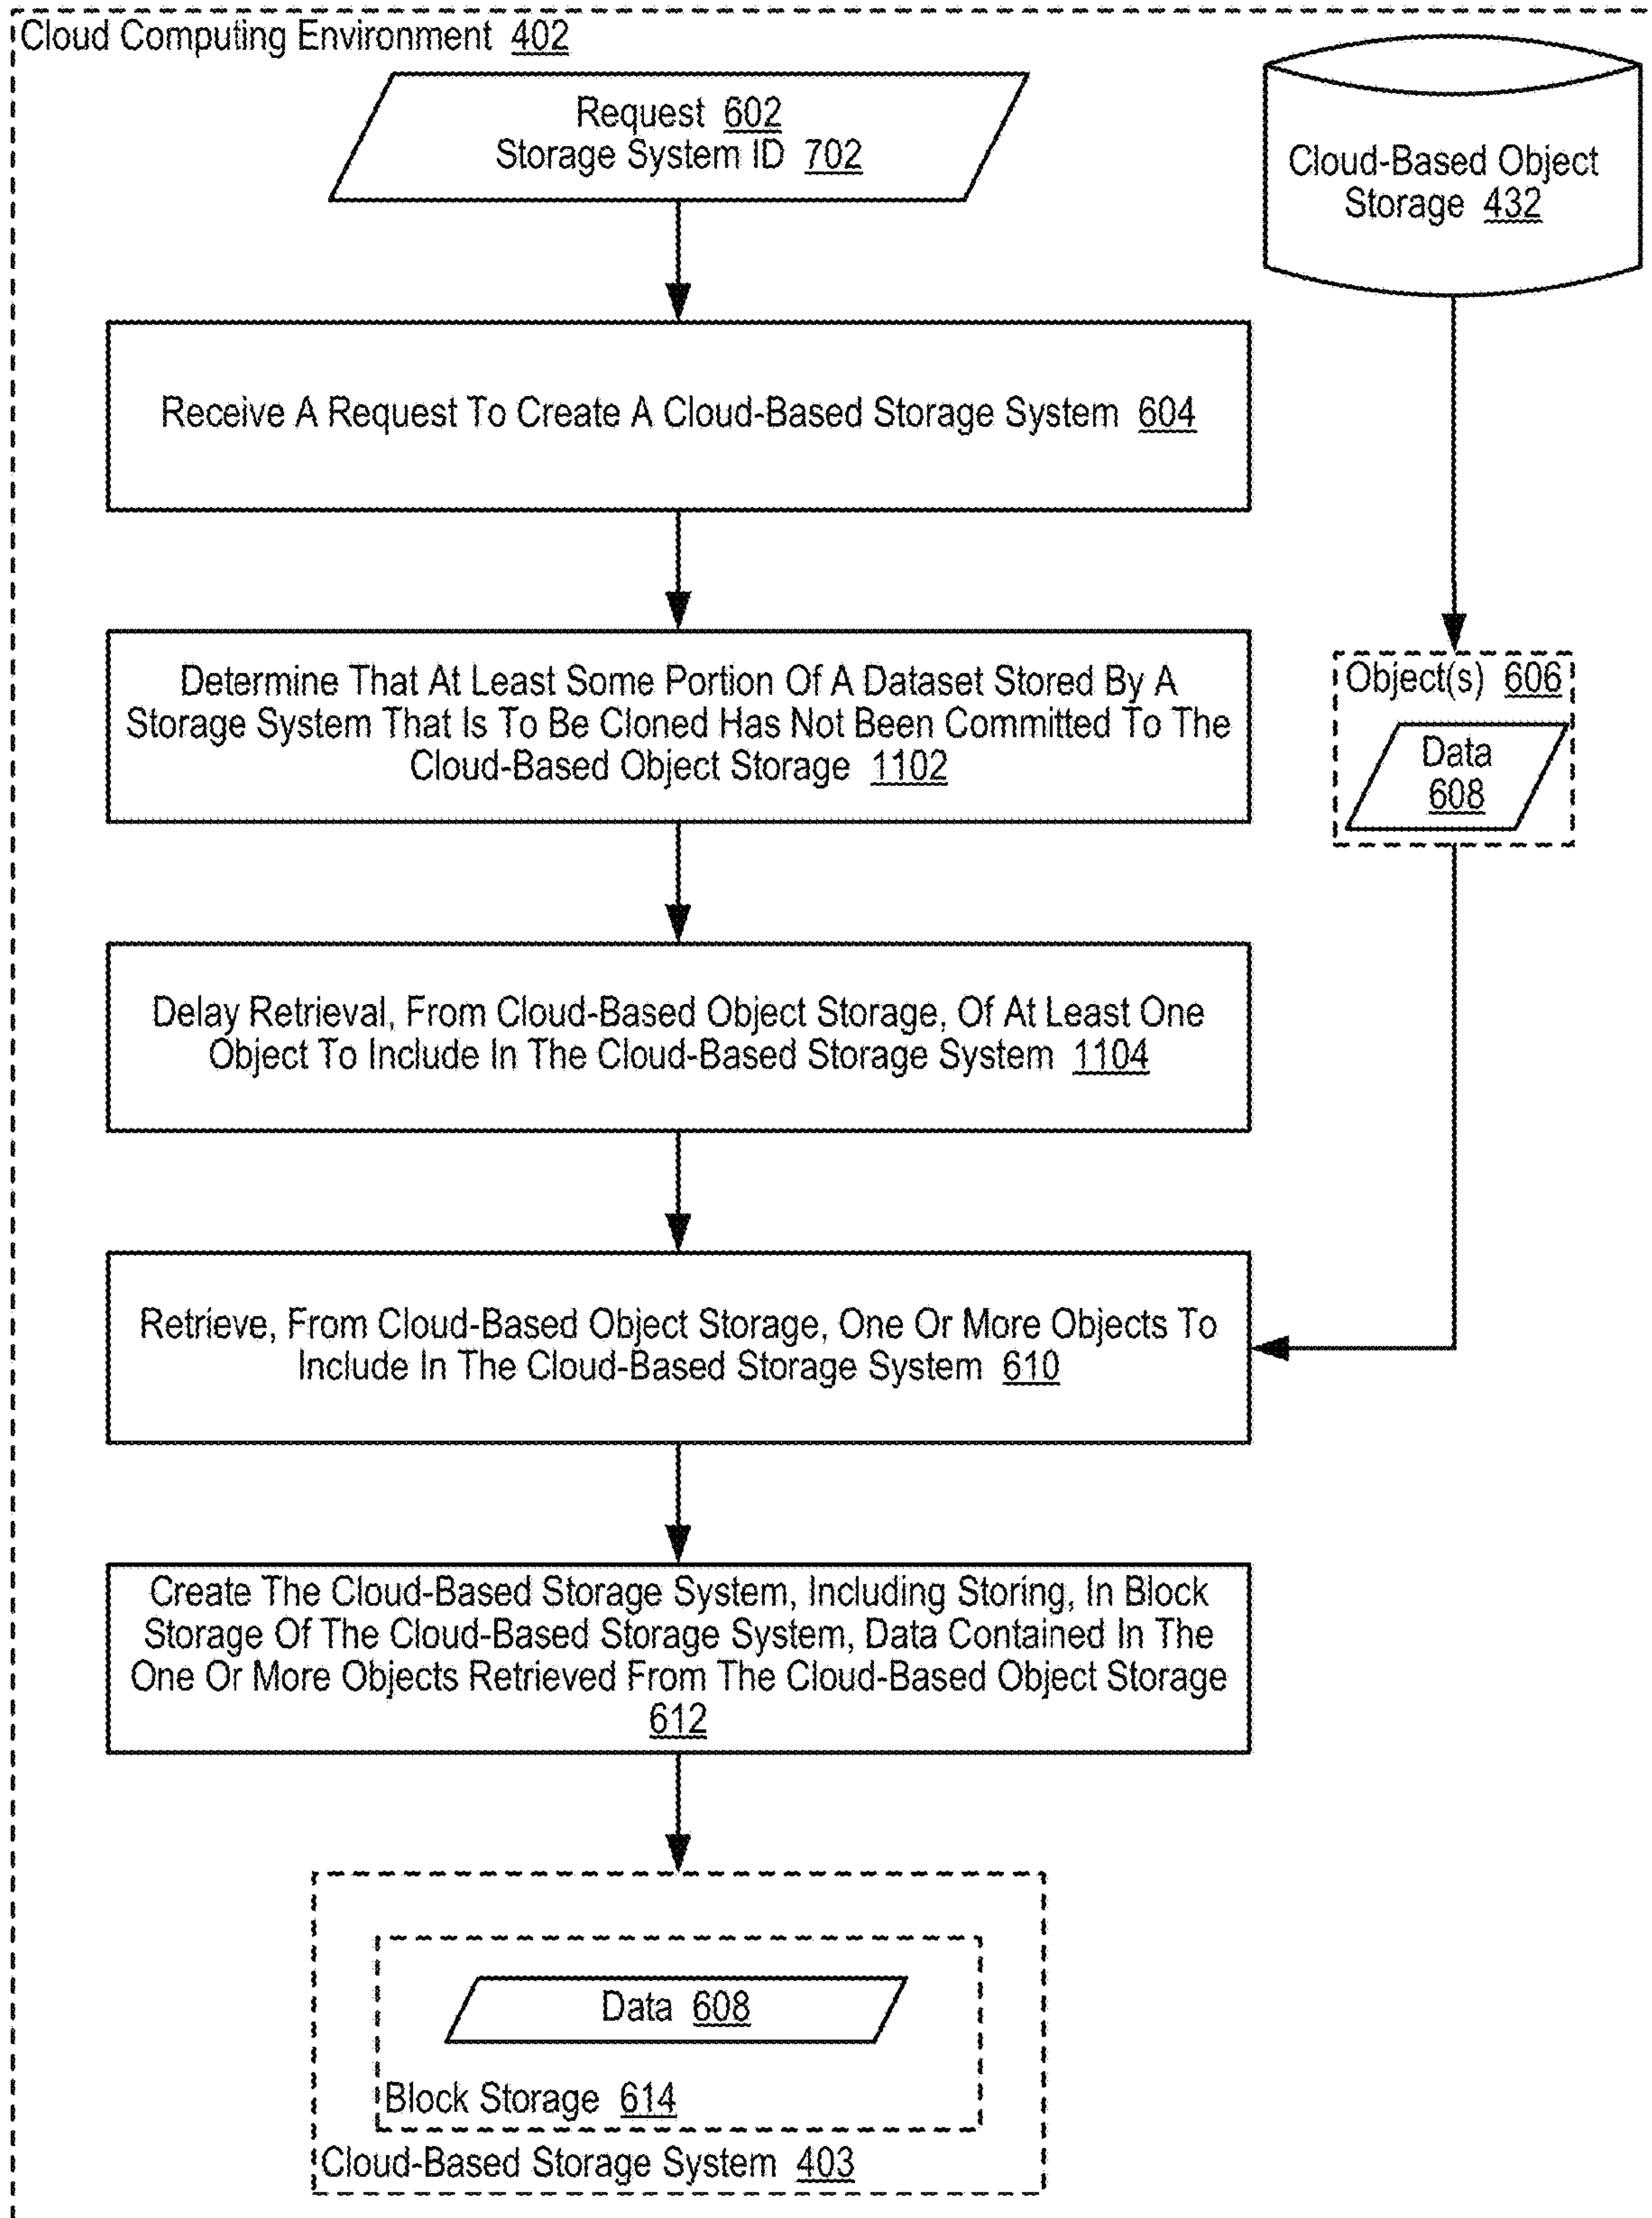 Cloud Computing Environment 402
Request 602
Storage System ID 702
Cloud-Based Object
Storage 432
Receive A Request To Create A Cloud-Based Storage System 604
Determine That At Least Some Portion Of A Dataset Stored By A
Storage System That Is To Be Cloned Has Not Been Committed To The
Cloud-Based Object Storage 1102
Object(s) 606
Data
608
Delay Retrieval, From Cloud-Based Object Storage, Of At Least One
Object To Include In The Cloud-Based Storage System 1104
Retrieve, From Cloud-Based Object Storage, One Or More Objects To
Include In The Cloud-Based Storage System 610
Create The Cloud-Based Storage System, Including Storing, In Block
Storage Of The Cloud-Based Storage System, Data Contained In The
One Or More Objects Retrieved From The Cloud-Based Object Storage
612
Data 608
Block Storage 614
Cloud-Based Storage System 403